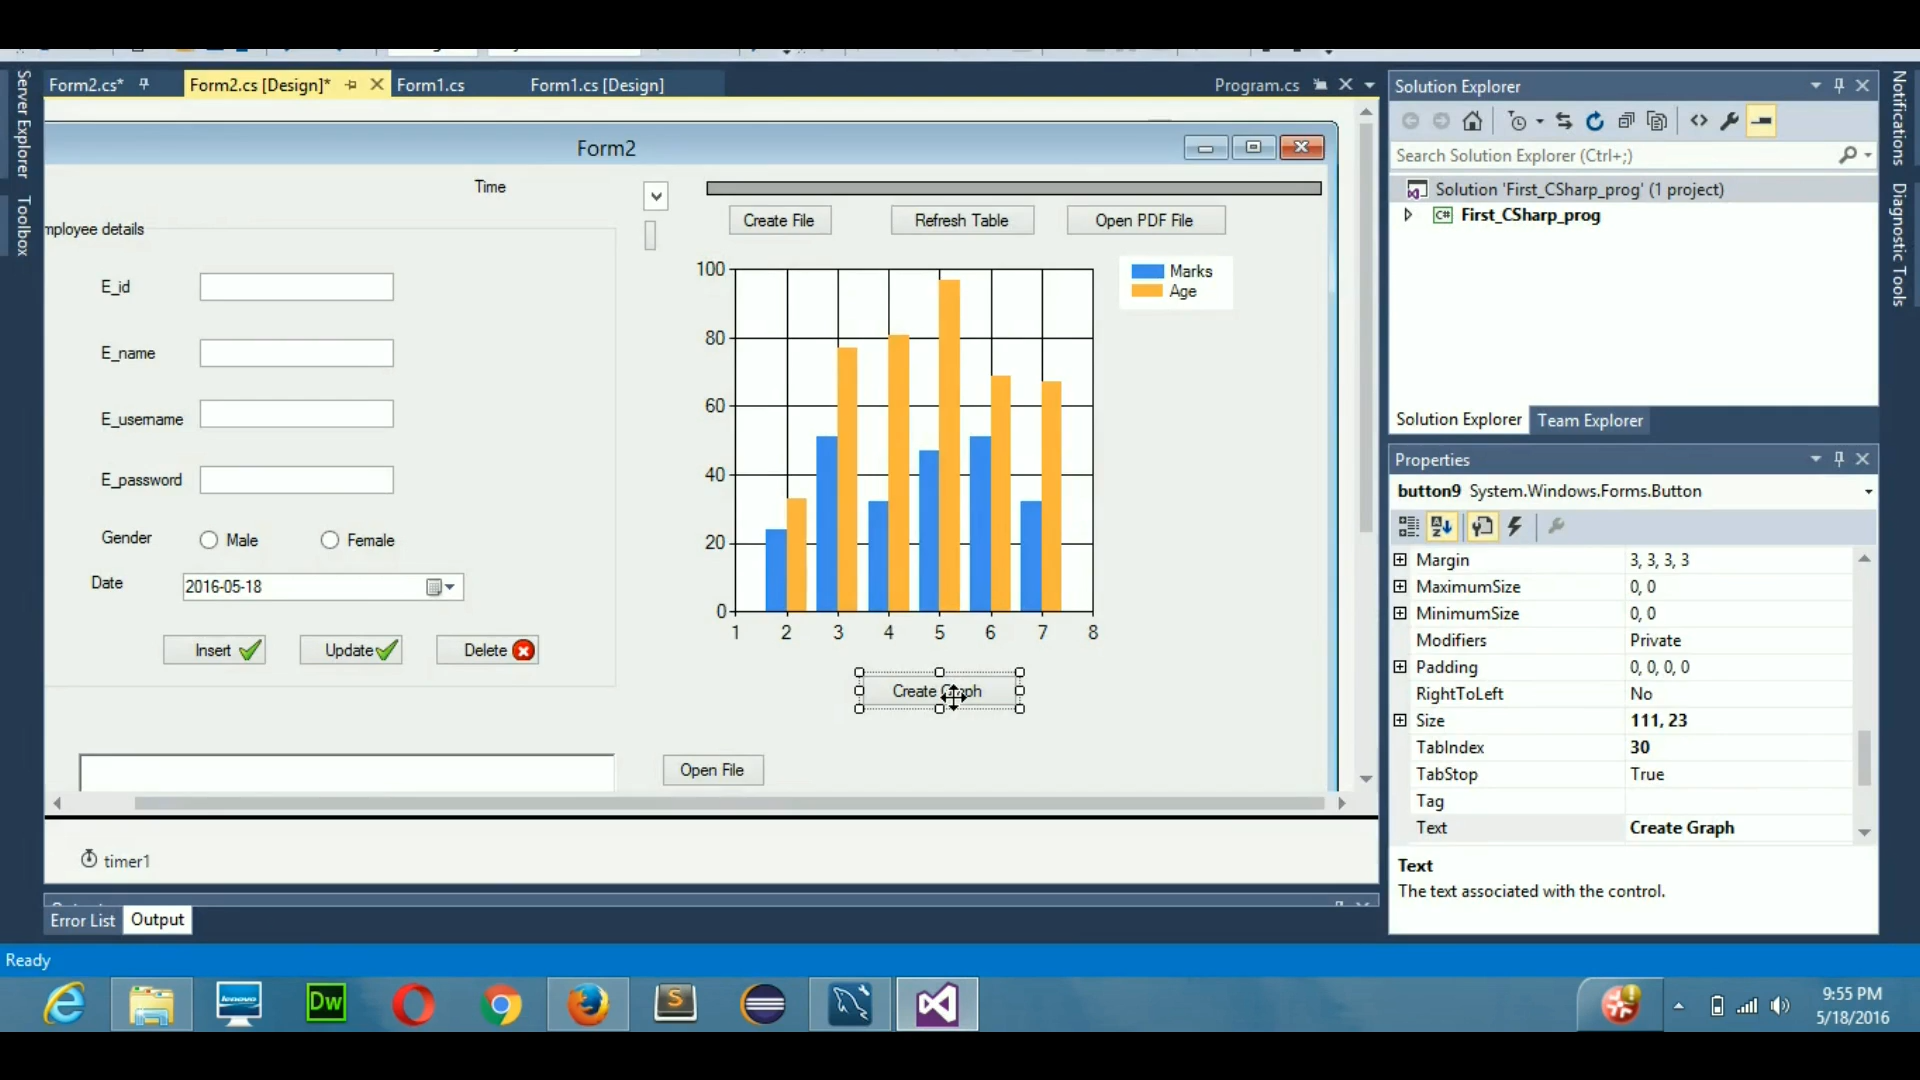 Form2.cs*
Form2.cs [Design]*
Form1.cs
Form1.cs [Design]
Program.cs
Server Explorer
Toolbox
Form2
Time
mployee details
E_id
E_name
E_username
E_password
Gender
Male
Female
Date
2016-05-18
Insert
Update
Delete
Create File
Refresh Table
Open PDF File
100
80
60
40
20
0
1 2 3 4 5 6 7 8
Marks
Age
Create Graph
Open File
timer1
Error List
Output
Ready
Solution Explorer
Search Solution Explorer (Ctrl+;)
Solution 'First_CSharp_prog' (1 project)
C# First_CSharp_prog
Solution Explorer
Team Explorer
Properties
button9 System.Windows.Forms.Button
Margin 3, 3, 3, 3
MaximumSize 0, 0
MinimumSize 0, 0
Modifiers Private
Padding 0, 0, 0, 0
RightToLeft No
Size 111, 23
TabIndex 30
TabStop True
Tag
Text Create Graph
Text
The text associated with the control.
Notifications
Diagnostic Tools
lenovo
Dw
S
9:55 PM
5/18/2016